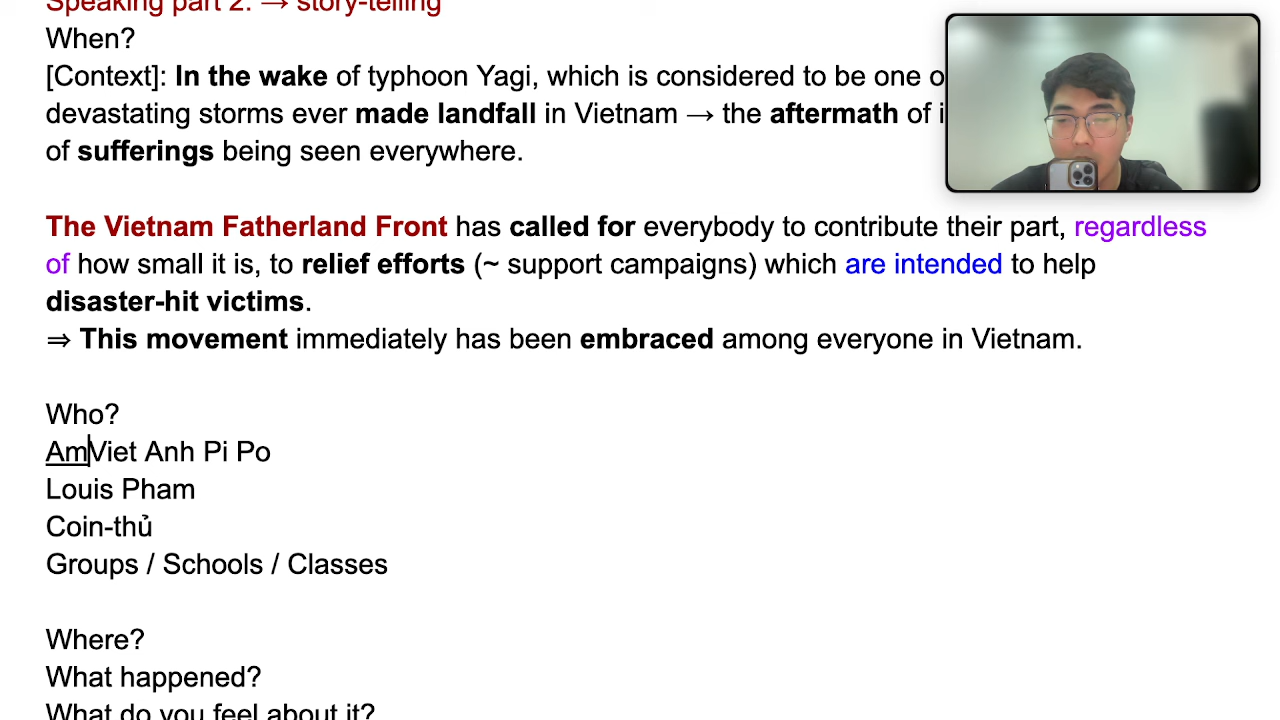 Speaking part 2: → story-telling
When?
[Context]: In the wake of typhoon Yagi, which is considered to be one o
devastating storms ever made landfall in Vietnam → the aftermath of i
of sufferings being seen everywhere.
The Vietnam Fatherland Front has called for everybody to contribute their part, regardless
of how small it is, to relief efforts (~ support campaigns) which are intended to help
disaster-hit victims.
⇒ This movement immediately has been embraced among everyone in Vietnam.
Who?
AmViet Anh Pi Po
Louis Pham
Coin-thủ
Groups / Schools / Classes
Where?
What happened?
What do you feel about it?